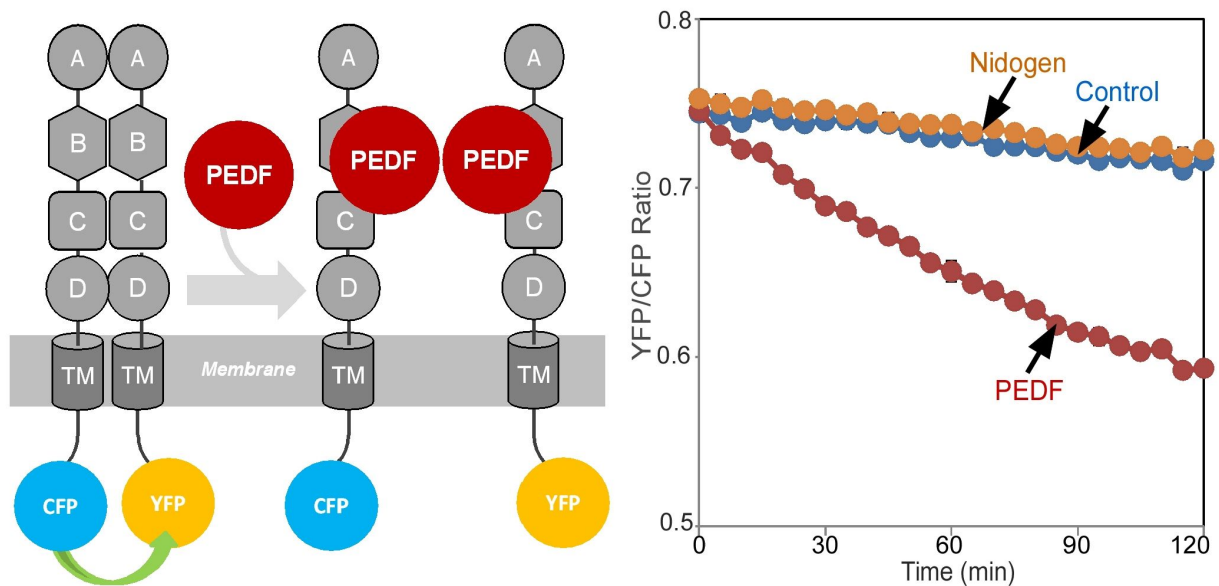 A A A A
B B
PEDF PEDF PEDF
C C C C
D D D D
TM TM Membrane TM TM
CFP YFP CFP YFP
0.8
Nidogen
Control
0.7
YFP/CFP Ratio
0.6
PEDF
0.5
0 30 60 90 120
Time (min)